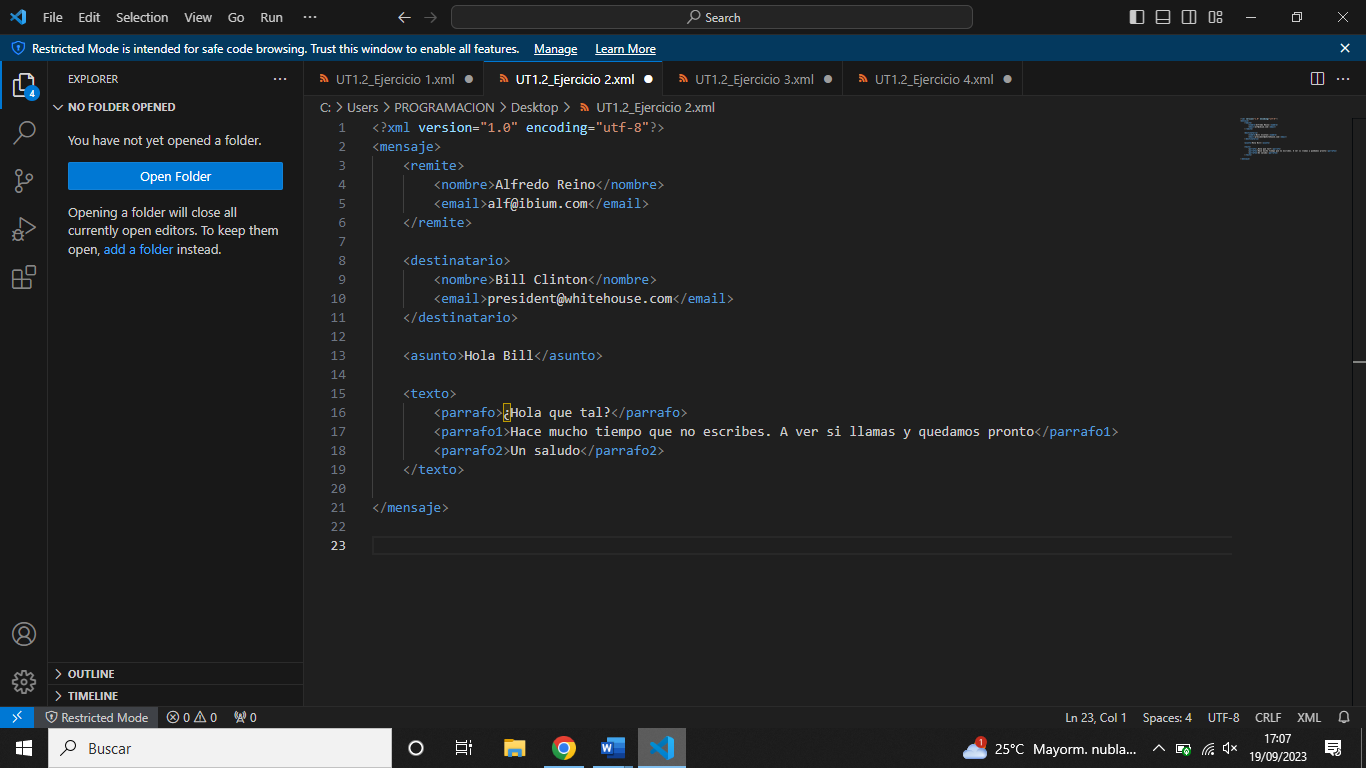 File Edit Selection View Go Run ··· Search
Restricted Mode is intended for safe code browsing. Trust this window to enable all features. Manage Learn More
EXPLORER ···
4
NO FOLDER OPENED
You have not yet opened a folder.
Open Folder
Opening a folder will close all
currently open editors. To keep them
open, add a folder instead.
OUTLINE
TIMELINE
UT1.2_Ejercicio 1.xml UT1.2_Ejercicio 2.xml UT1.2_Ejercicio 3.xml UT1.2_Ejercicio 4.xml ···
C: > Users > PROGRAMACION > Desktop > UT1.2_Ejercicio 2.xml
1 <?xml version="1.0" encoding="utf-8"?>
2 <mensaje>
3 <remite>
4 <nombre>Alfredo Reino</nombre>
5 <email>alf@ibium.com</email>
6 </remite>
7
8 <destinatario>
9 <nombre>Bill Clinton</nombre>
10 <email>president@whitehouse.com</email>
11 </destinatario>
12
13 <asunto>Hola Bill</asunto>
14
15 <texto>
16 <parrafo>¿Hola que tal?</parrafo>
17 <parrafo1>Hace mucho tiempo que no escribes. A ver si llamas y quedamos pronto</parrafo1>
18 <parrafo2>Un saludo</parrafo2>
19 </texto>
20
21 </mensaje>
22
23
Restricted Mode 0 0 0 Ln 23, Col 1 Spaces: 4 UTF-8 CRLF XML
Buscar 1 25°C Mayorm. nubla... 17:07
19/09/2023